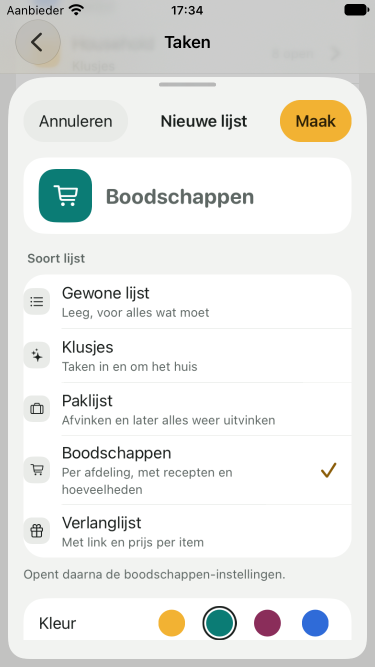 Aanbieder
17:34
Taken
Annuleren
Nieuwe lijst
Maak
Boodschappen
Soort lijst
Gewone lijst
Leeg, voor alles wat moet
Klusjes
Taken in en om het huis
Paklijst
Afvinken en later alles weer uitvinken
Boodschappen
Per afdeling, met recepten en
hoeveelheden
Verlanglijst
Met link en prijs per item
Opent daarna de boodschappen-instellingen.
Kleur